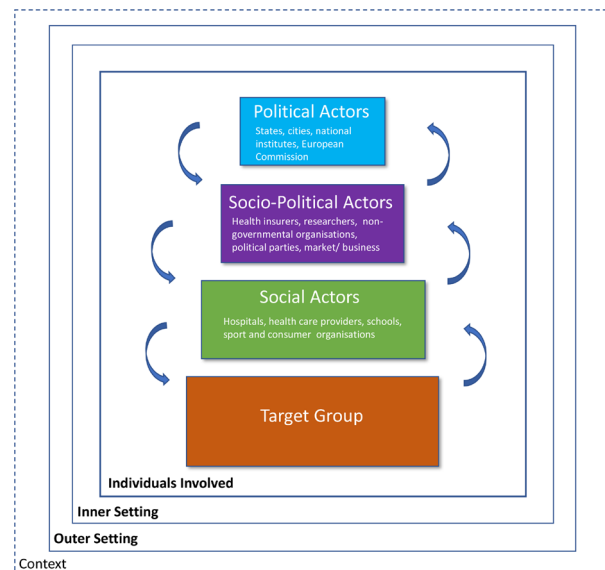 Political Actors
States, cities, national
institutes, European
Commission
Socio-Political Actors
Health insurers, researchers, non-
governmental organisations,
political parties, market/ business
Social Actors
Hospitals, health care providers, schools,
sport and consumer organisations
Target Group
Individuals Involved
Inner Setting
Outer Setting
Context